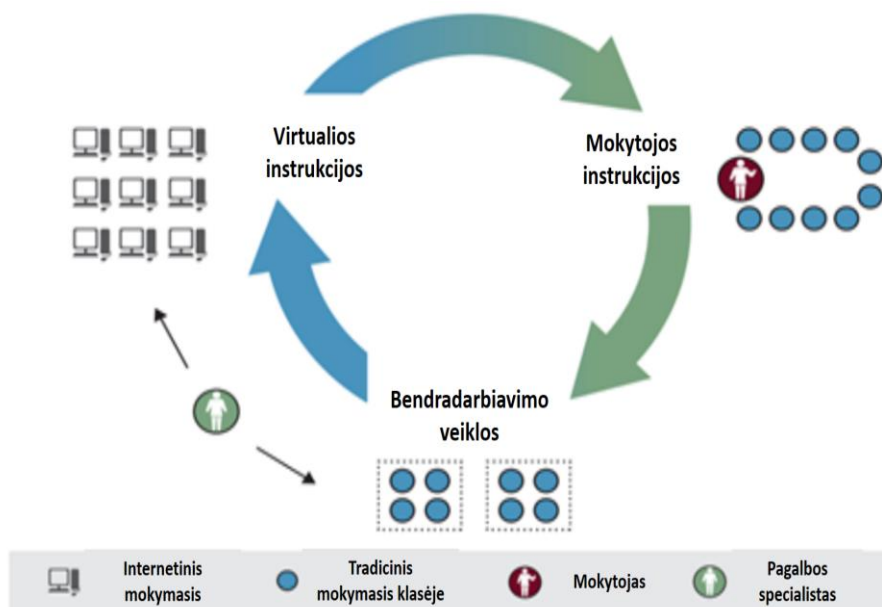 Virtualios
instrukcijos
Mokytojos
instrukcijos
Bendradarbiavimo
veiklos
Internetinis
mokymasis
Tradicinis
mokymasis klasėje
Mokytojas
Pagalbos
specialistas